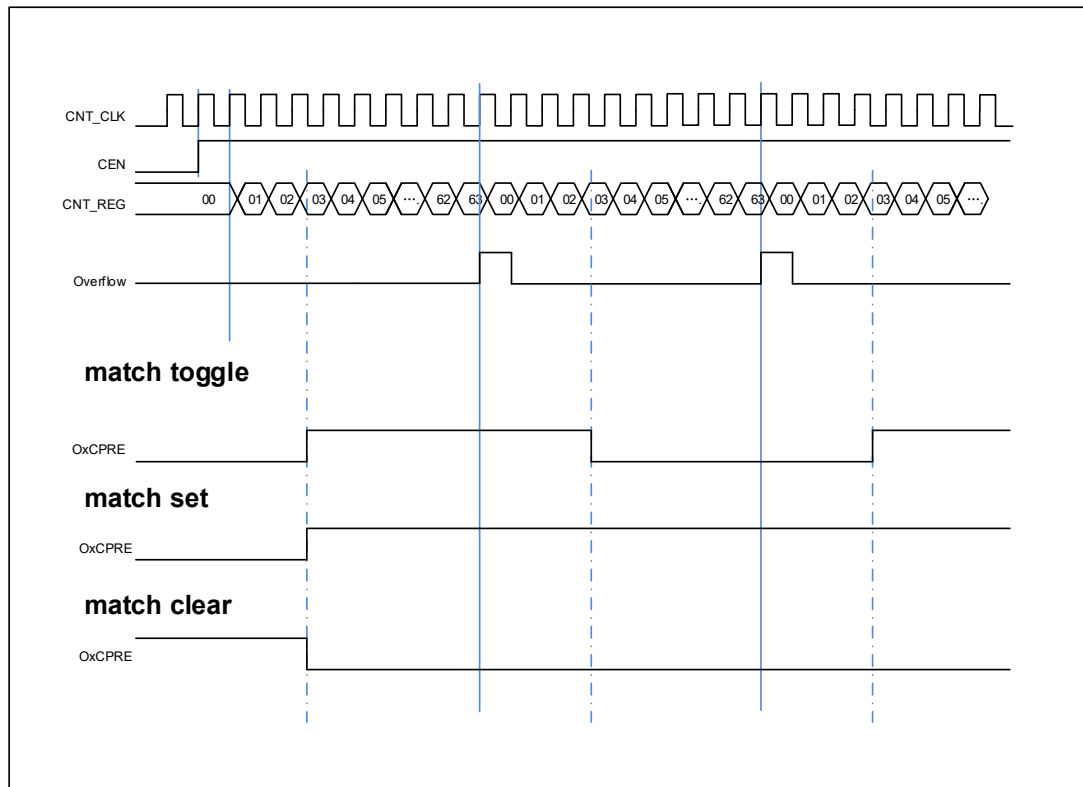 CNT_CLK
CEN
CNT_REG 00 01 02 03 04 05 …. 62 63 00 01 02 03 04 05 …. 62 63 00 01 02 03 04 05 ….
Overflow
match toggle
OxCPRE
match set
OxCPRE
match clear
OxCPRE